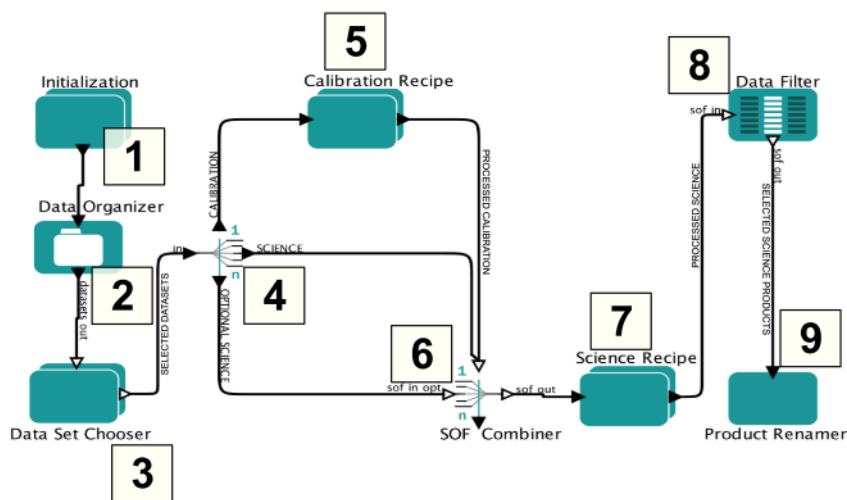 5
Calibration Recipe
8
Data Filter
sof in
sof out
Initialization
1
Data Organizer
datasets out
2
Data Set Chooser
3
SELECTED DATASETS
in
CALIBRATION
1
SCIENCE
n
4
OPTIONAL SCIENCE
PROCESSED CALIBRATION
6
sof in opt
1
n
sof out
SOF Combiner
7
Science Recipe
PROCESSED SCIENCE
SELECTED SCIENCE PRODUCTS
9
Product Renamer